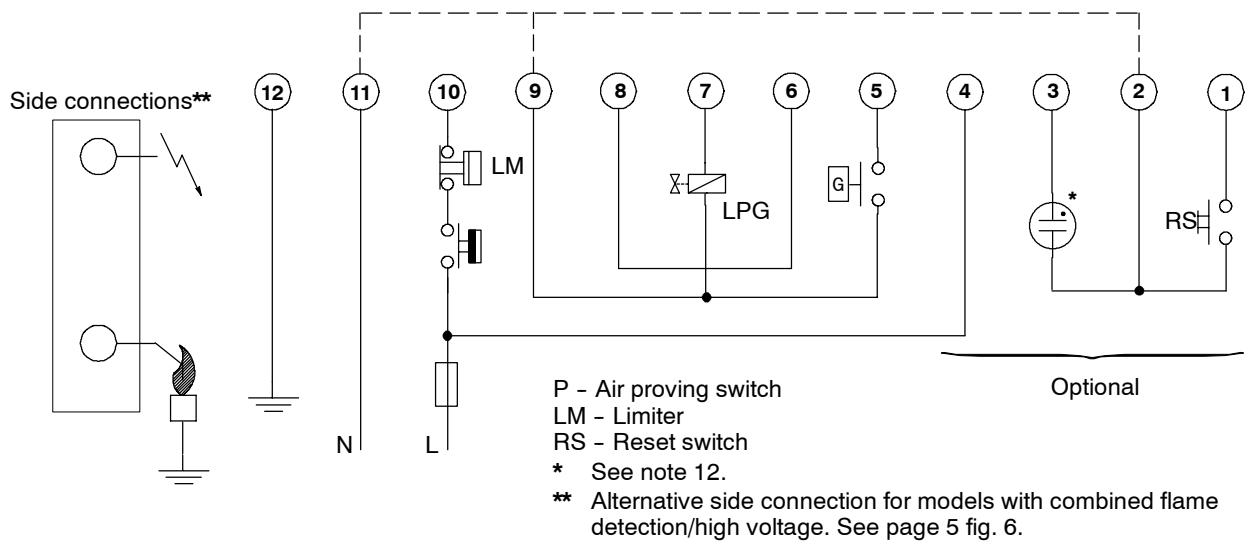 12 11 10 9 8 7 6 5 4 3 2 1
Side connections**
LM
G
*
LPG
RS
N L
Optional
P – Air proving switch
LM – Limiter
RS – Reset switch
* See note 12.
** Alternative side connection for models with combined flame
detection/high voltage. See page 5 fig. 6.